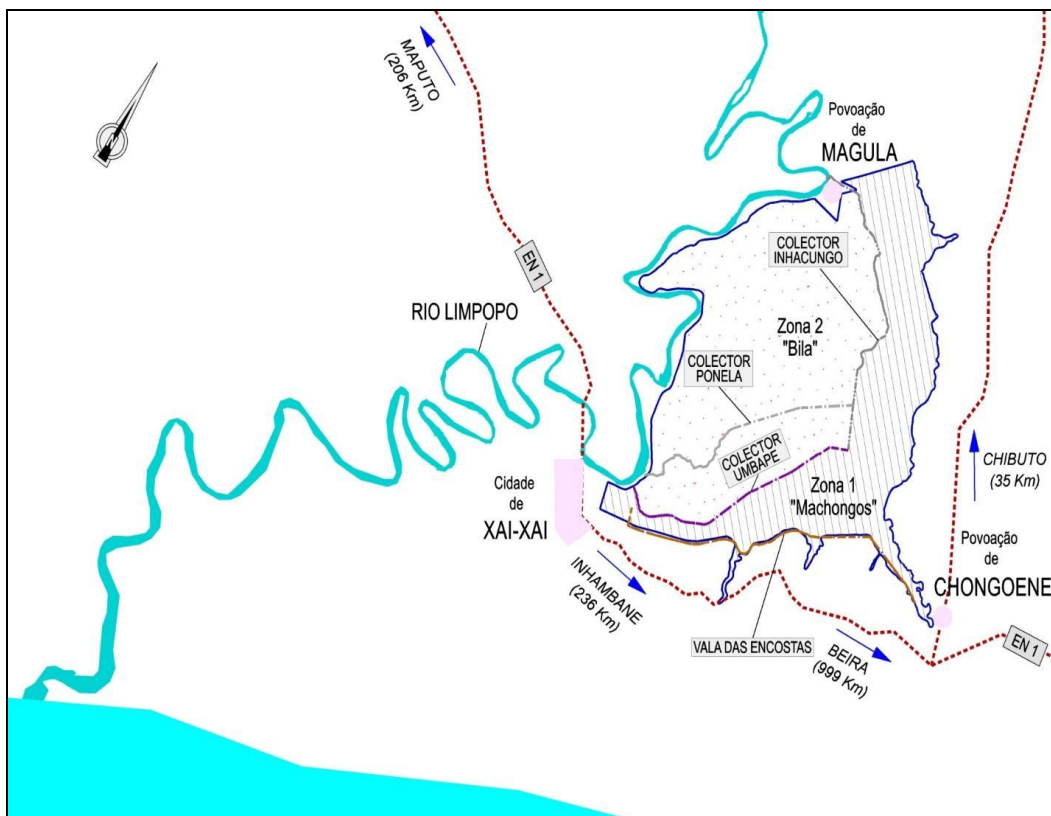 MAPUTO
(206 Km)
Povoação
de
MAGULA
COLECTOR
INHACUNGO
EN 1
RIO LIMPOPO
Zona 2
"Bila"
COLECTOR
PONELA
COLECTOR
UMBAPE
Zona 1
"Machongos"
CHIBUTO
(35 Km)
Cidade
de
XAI-XAI
Povoação
de
CHONGOENE
INHAMBANE
(236 Km)
VALA DAS ENCOSTAS
BEIRA
(999 Km)
EN 1